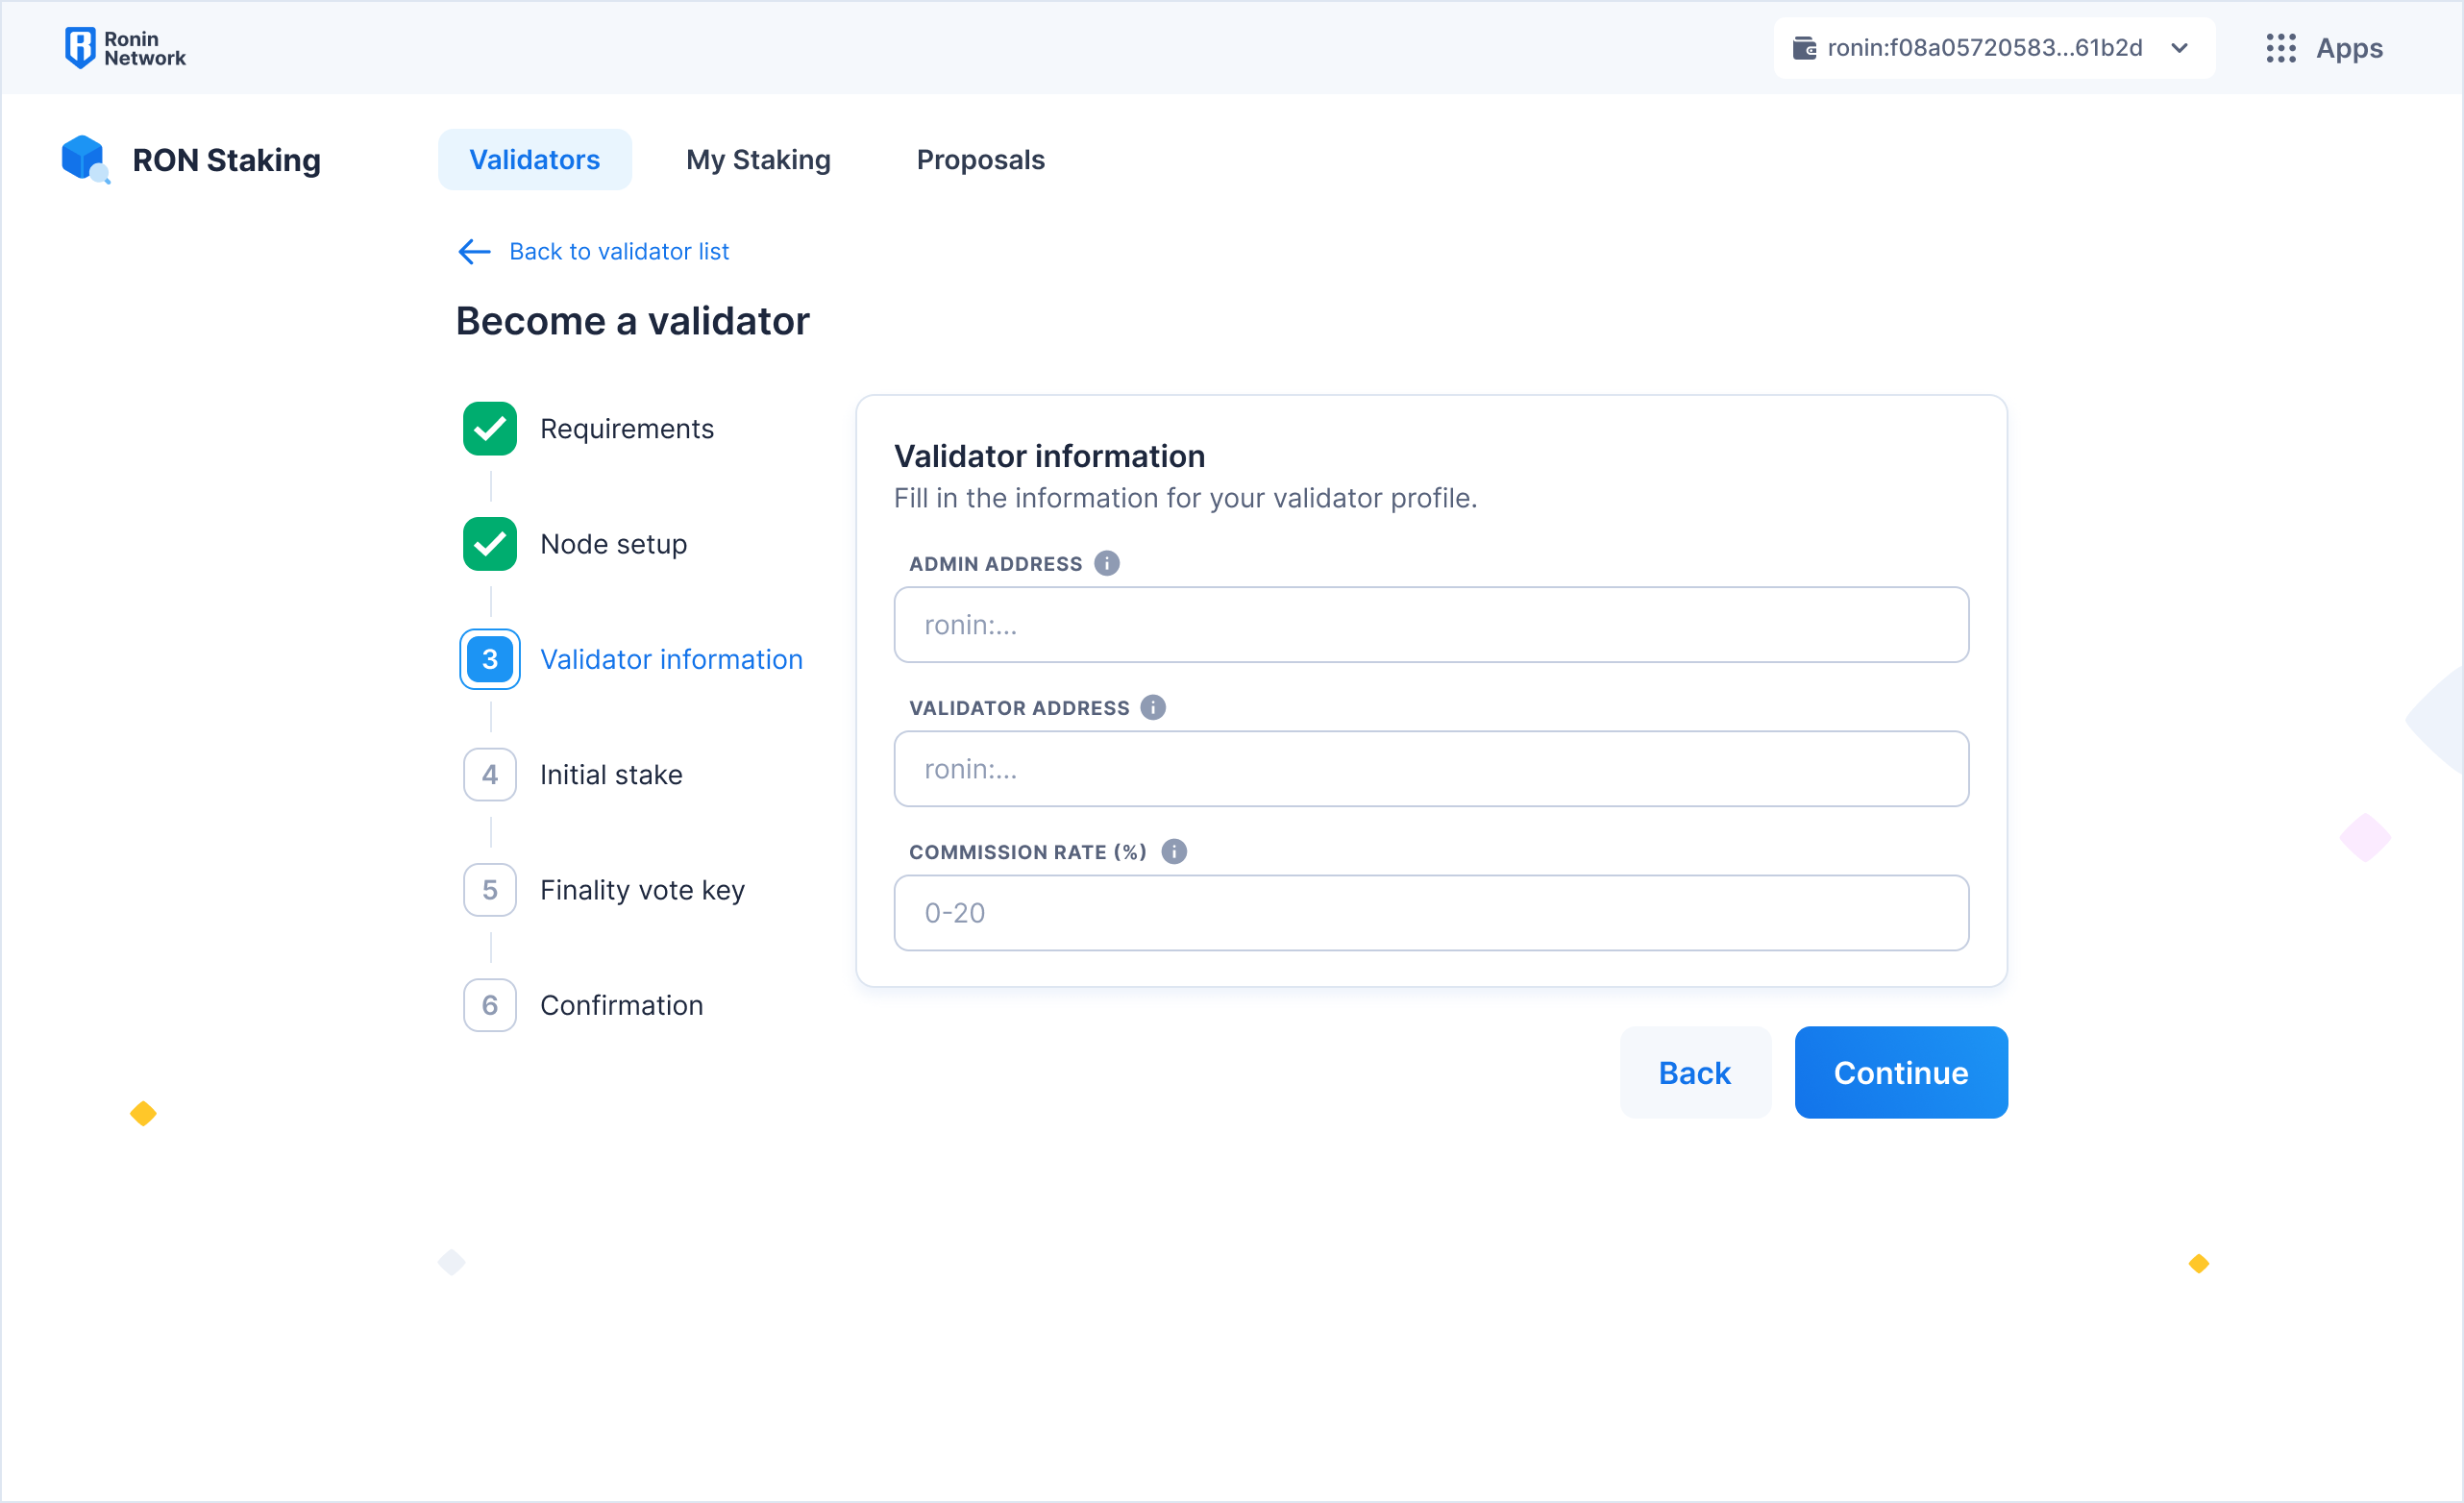 Ronin
Network
ronin:f08a05720583...61b2d
Apps
RON Staking
Validators
My Staking
Proposals
Back to validator list
Become a validator
Requirements
Node setup
3 Validator information
4 Initial stake
5 Finality vote key
6 Confirmation
Validator information
Fill in the information for your validator profile.
ADMIN ADDRESS
ronin:...
VALIDATOR ADDRESS
ronin:...
COMMISSION RATE (%)
0-20
Back
Continue